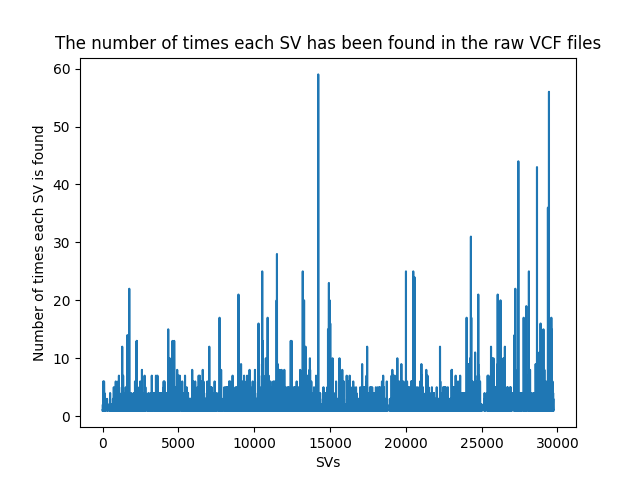 The number of times each SV has been found in the raw VCF files
60
50
40
30
20
10
0
Number of times each SV is found
0 5000 10000 15000 20000 25000 30000
SVs